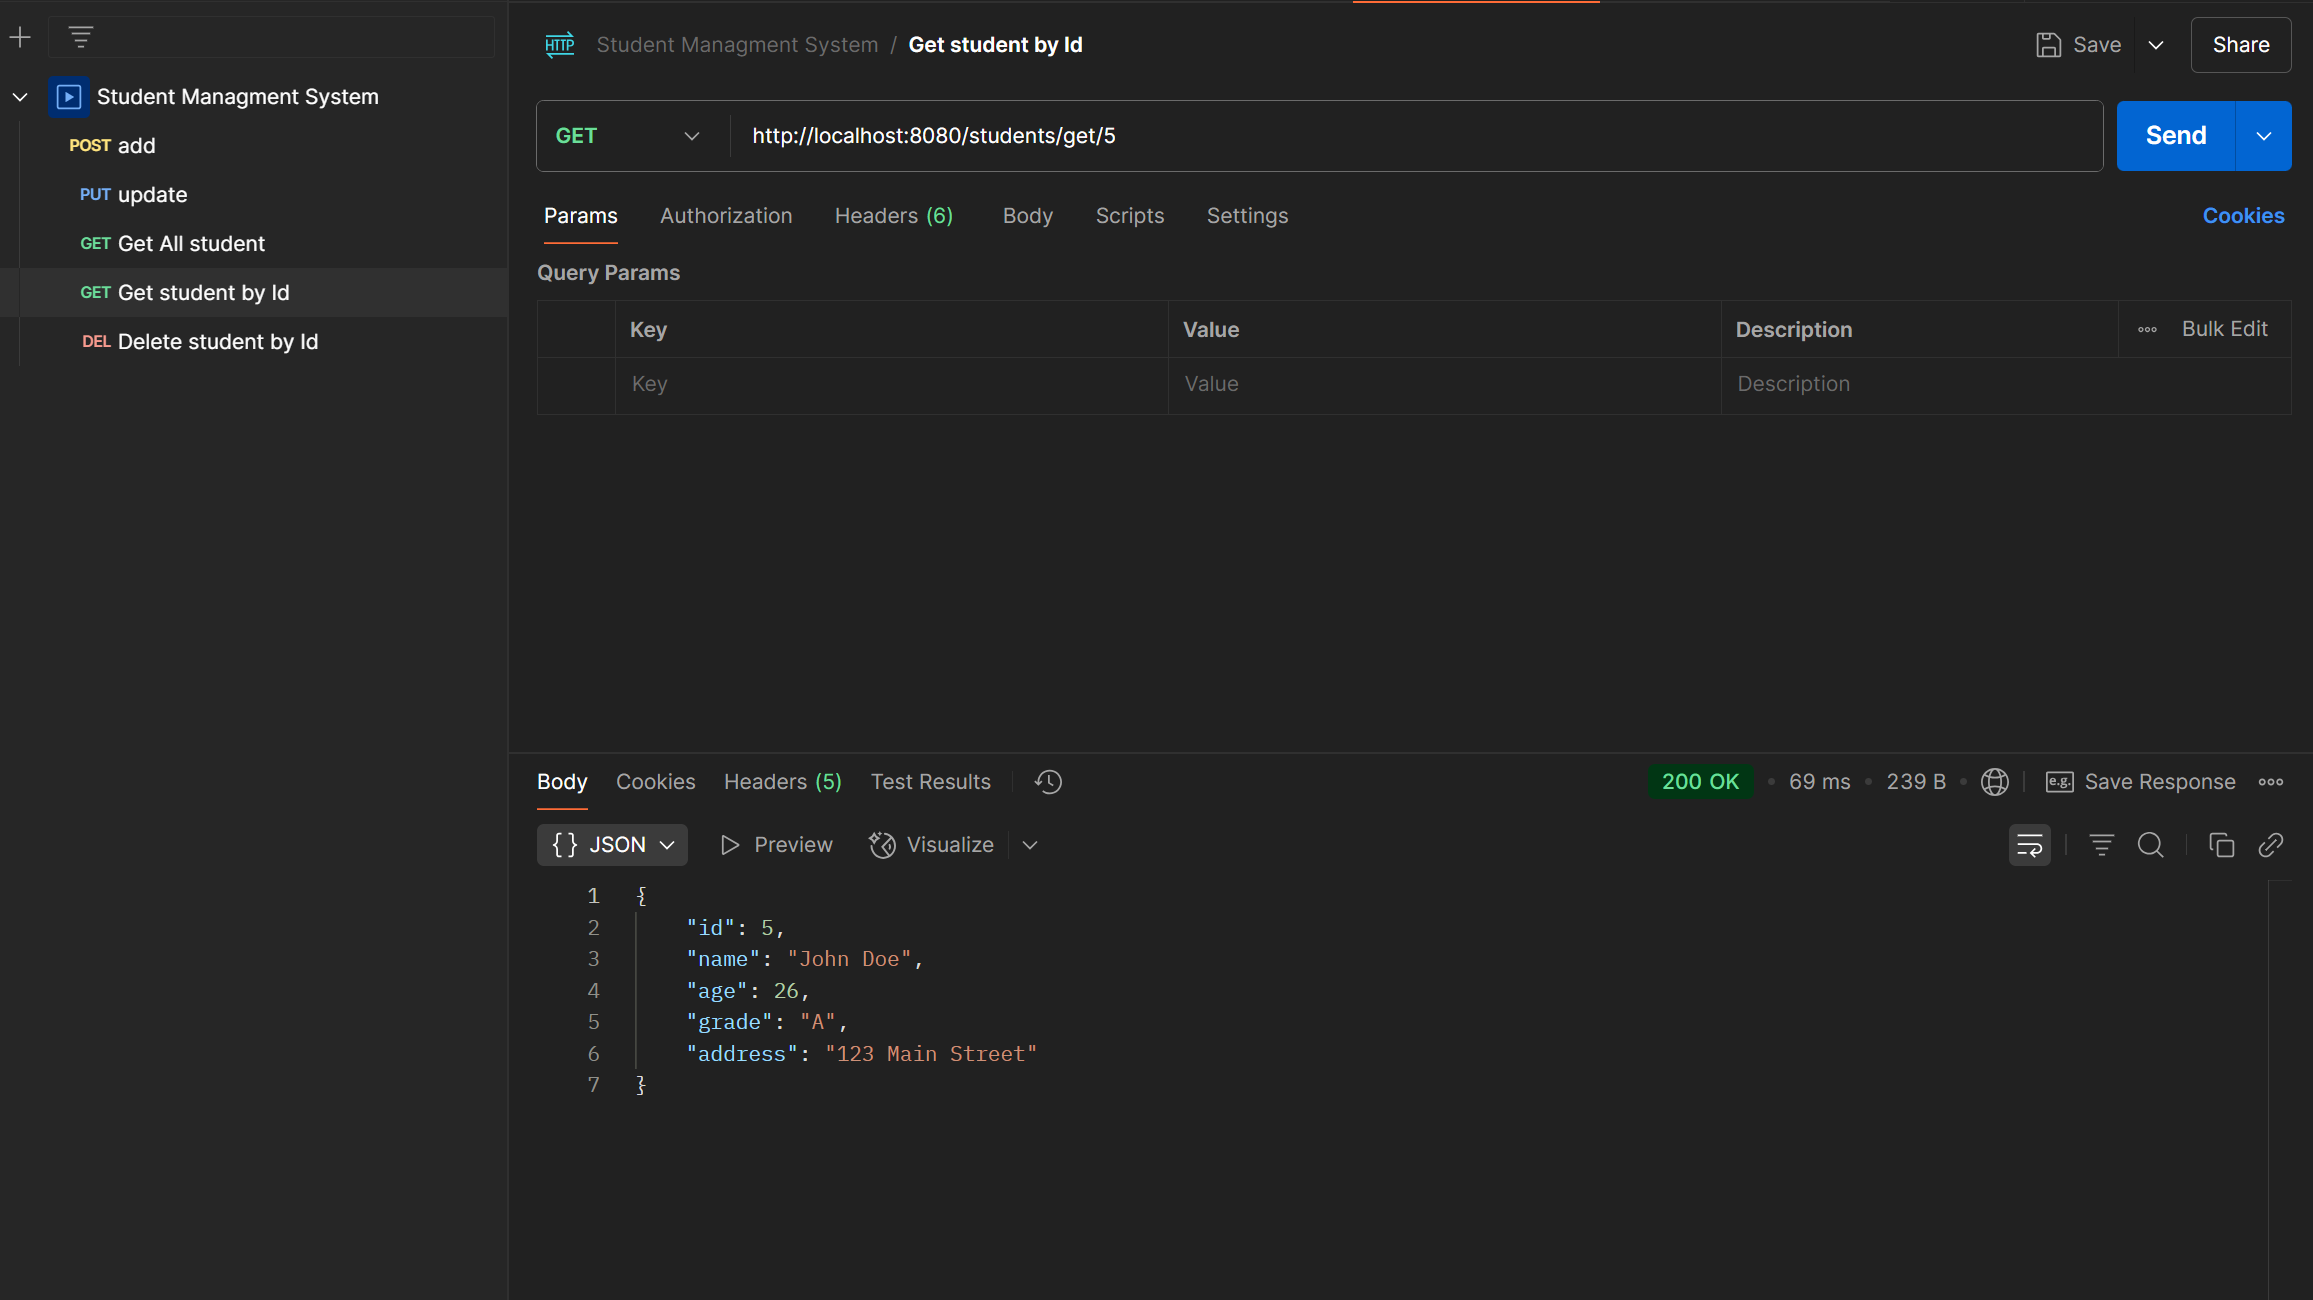 Student Managment System
POST add
PUT update
GET Get All student
GET Get student by Id
DEL Delete student by Id
HTTP Student Managment System / Get student by Id
Save
Share
GET http://localhost:8080/students/get/5
Send
Params Authorization Headers (6) Body Scripts Settings
Cookies
Query Params
Key Value Description Bulk Edit
Key Value Description
Body Cookies Headers (5) Test Results
200 OK • 69 ms • 239 B • e.g. Save Response
{ } JSON Preview Visualize
1 {
2 "id": 5,
3 "name": "John Doe",
4 "age": 26,
5 "grade": "A",
6 "address": "123 Main Street"
7 }